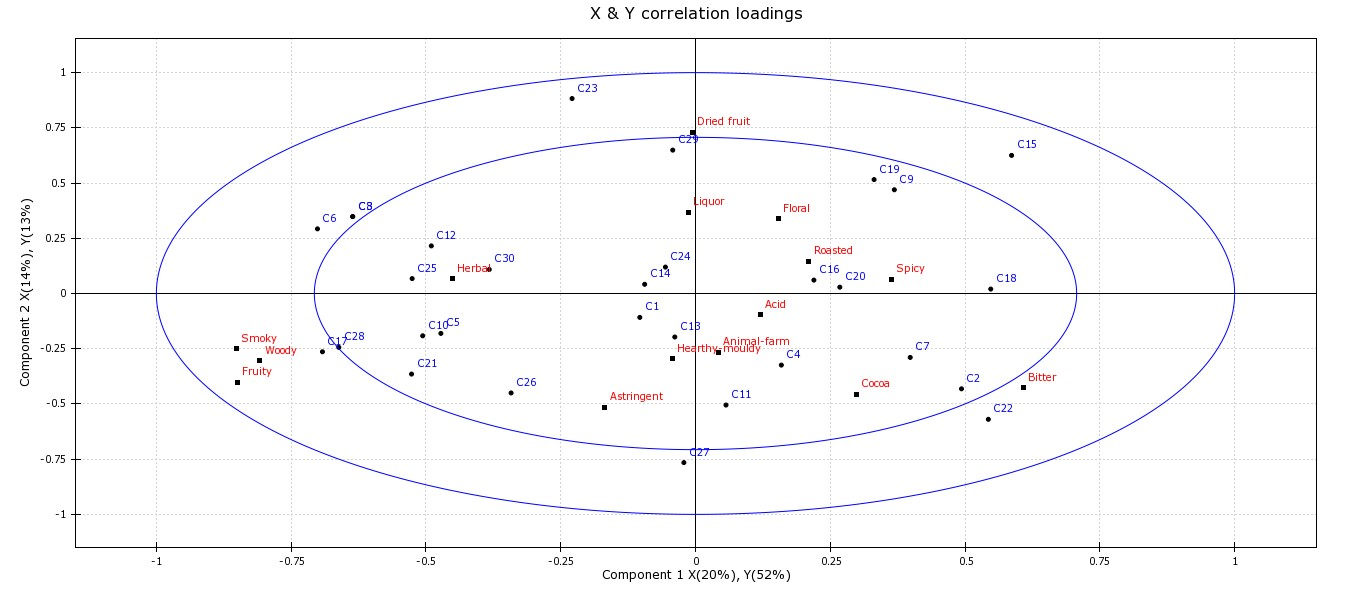 X & Y correlation loadings
Component 2 X(14%), Y(13%)
1
0.75
0.5
0.25
0
-0.25
-0.5
-0.75
-1
C23
Dried fruit
C29
C15
C19
C9
C8
C6
Liquor
Floral
C12
Roasted
C30
C24
C25
Herbal
C14
C16
Spicy
C20
C18
C1
Acid
C10
C5
C13
C28
C17
Smoky
Woody
Animal-farm
Hearthy-mouldy
C4
C7
Fruity
C21
C26
Cocoa
C2
Bitter
Astringent
C11
C22
C27
-1
-0.75
-0.5
-0.25
0
0.25
0.5
0.75
1
Component 1 X(20%), Y(52%)